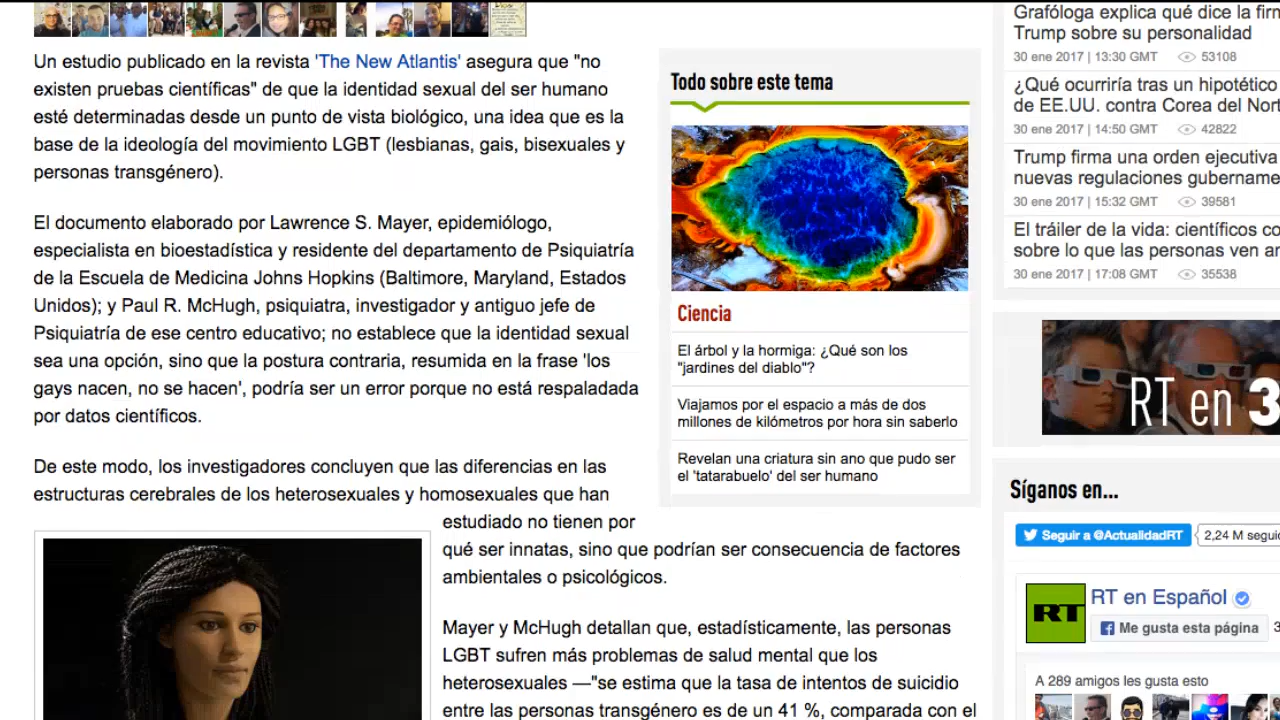 Un estudio publicado en la revista 'The New Atlantis' asegura que "no
existen pruebas científicas" de que la identidad sexual del ser humano
esté determinadas desde un punto de vista biológico, una idea que es la
base de la ideología del movimiento LGBT (lesbianas, gais, bisexuales y
personas transgénero).
El documento elaborado por Lawrence S. Mayer, epidemiólogo,
especialista en bioestadística y residente del departamento de Psiquiatría
de la Escuela de Medicina Johns Hopkins (Baltimore, Maryland, Estados
Unidos); y Paul R. McHugh, psiquiatra, investigador y antiguo jefe de
Psiquiatría de ese centro educativo; no establece que la identidad sexual
sea una opción, sino que la postura contraria, resumida en la frase 'los
gays nacen, no se hacen', podría ser un error porque no está respaladada
por datos científicos.
De este modo, los investigadores concluyen que las diferencias en las
estructuras cerebrales de los heterosexuales y homosexuales que han
estudiado no tienen por
qué ser innatas, sino que podrían ser consecuencia de factores
ambientales o psicológicos.
Mayer y McHugh detallan que, estadísticamente, las personas
LGBT sufren más problemas de salud mental que los
heterosexuales —"se estima que la tasa de intentos de suicidio
entre las personas transgénero es de un 41 %, comparada con el
Todo sobre este tema
Ciencia
El árbol y la hormiga: ¿Qué son los
"jardines del diablo"?
Viajamos por el espacio a más de dos
millones de kilómetros por hora sin saberlo
Revelan una criatura sin ano que pudo ser
el 'tatarabuelo' del ser humano
Grafóloga explica qué dice la firm
Trump sobre su personalidad
30 ene 2017 | 13:30 GMT 53108
¿Qué ocurriría tras un hipotético
de EE.UU. contra Corea del Nor
30 ene 2017 | 14:50 GMT 42822
Trump firma una orden ejecutiva
nuevas regulaciones gubername
30 ene 2017 | 15:32 GMT 39581
El tráiler de la vida: científicos co
sobre lo que las personas ven an
30 ene 2017 | 17:08 GMT 35538
RT en 3
Síganos en...
Seguir a @ActualidadRT 2,24 M segui
RT
RT en Español
Me gusta esta página 3
A 289 amigos les gusta esto